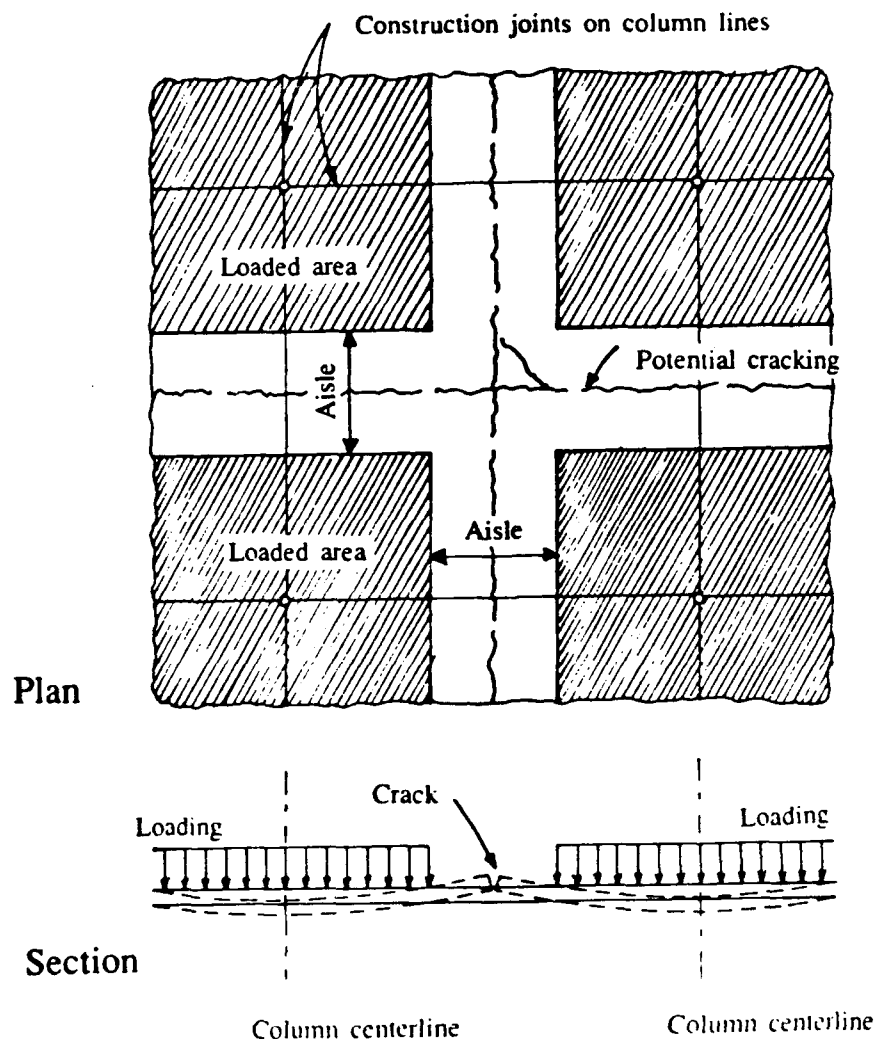 Construction joints on column lines
Loaded area
Potential cracking
Aisle
Aisle
Loaded area
Plan
Crack
Loading
Loading
Section
Column centerline
Column centerline